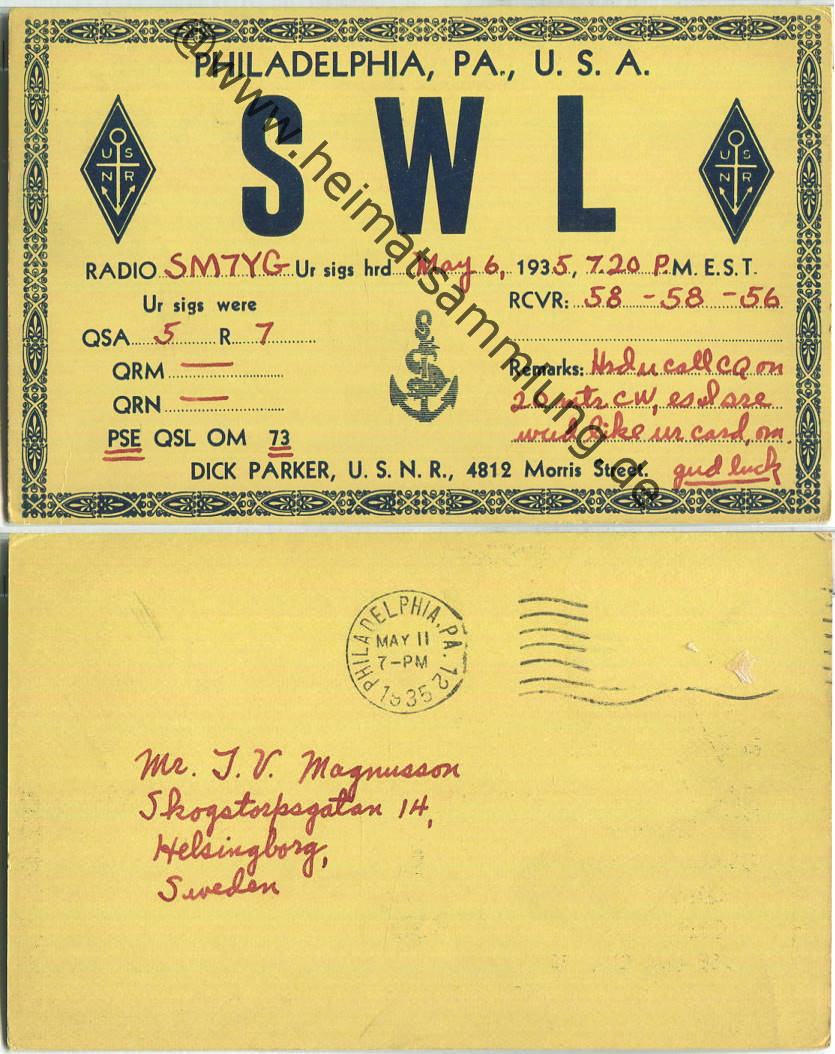 PHILADELPHIA, PA., U. S. A.
SWL
U S
N R
U S
N R
RADIO SM7YG Ur sigs hrd May 6, 1935, 7.20 P.M. E.S.T.
Ur sigs were
RCVR: 58 - 58 - 56
QSA 5 R 7
QRM —
QRN —
Remarks: Hrd u call CQ on
20 mtr CW, es
wud like ur card, om.
gud luck
PSE QSL OM 73
DICK PARKER, U. S. N. R., 4812 Morris Street.
@www.heimatsammlung.de
PHILADELPHIA, PA. 12
MAY 11
7-PM
1935
Mr. T. V. Magnusson
Skogstorpsgatan 14,
Helsingborg,
Sweden